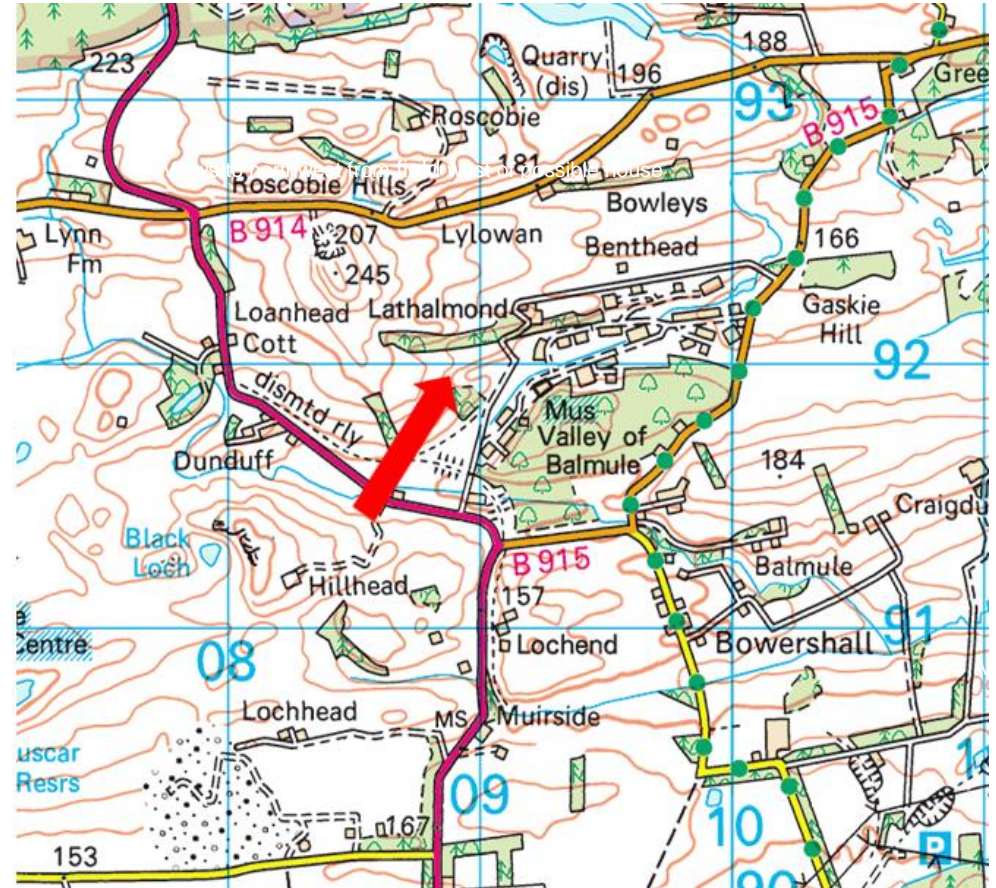 223
Quarry
(dis)
196
188
Gree
93
B 915
Roscobie
181
Roscobie Hills
Bowleys
B 914
207
Lylowan
Lynn
Fm
245
Benthead
166
Loanhead
Lathalmond
Gaskie
Hill
Cott
92
dismtd rly
Mus
Valley of
Balmule
Dunduff
184
Craigdu
Black
Loch
B 915
Balmule
Hillhead
157
e
Centre
Lochend
Bowershall
91
08
Lochhead
MS
Muirside
uscar
Resrs
09
10
1
167
153
P